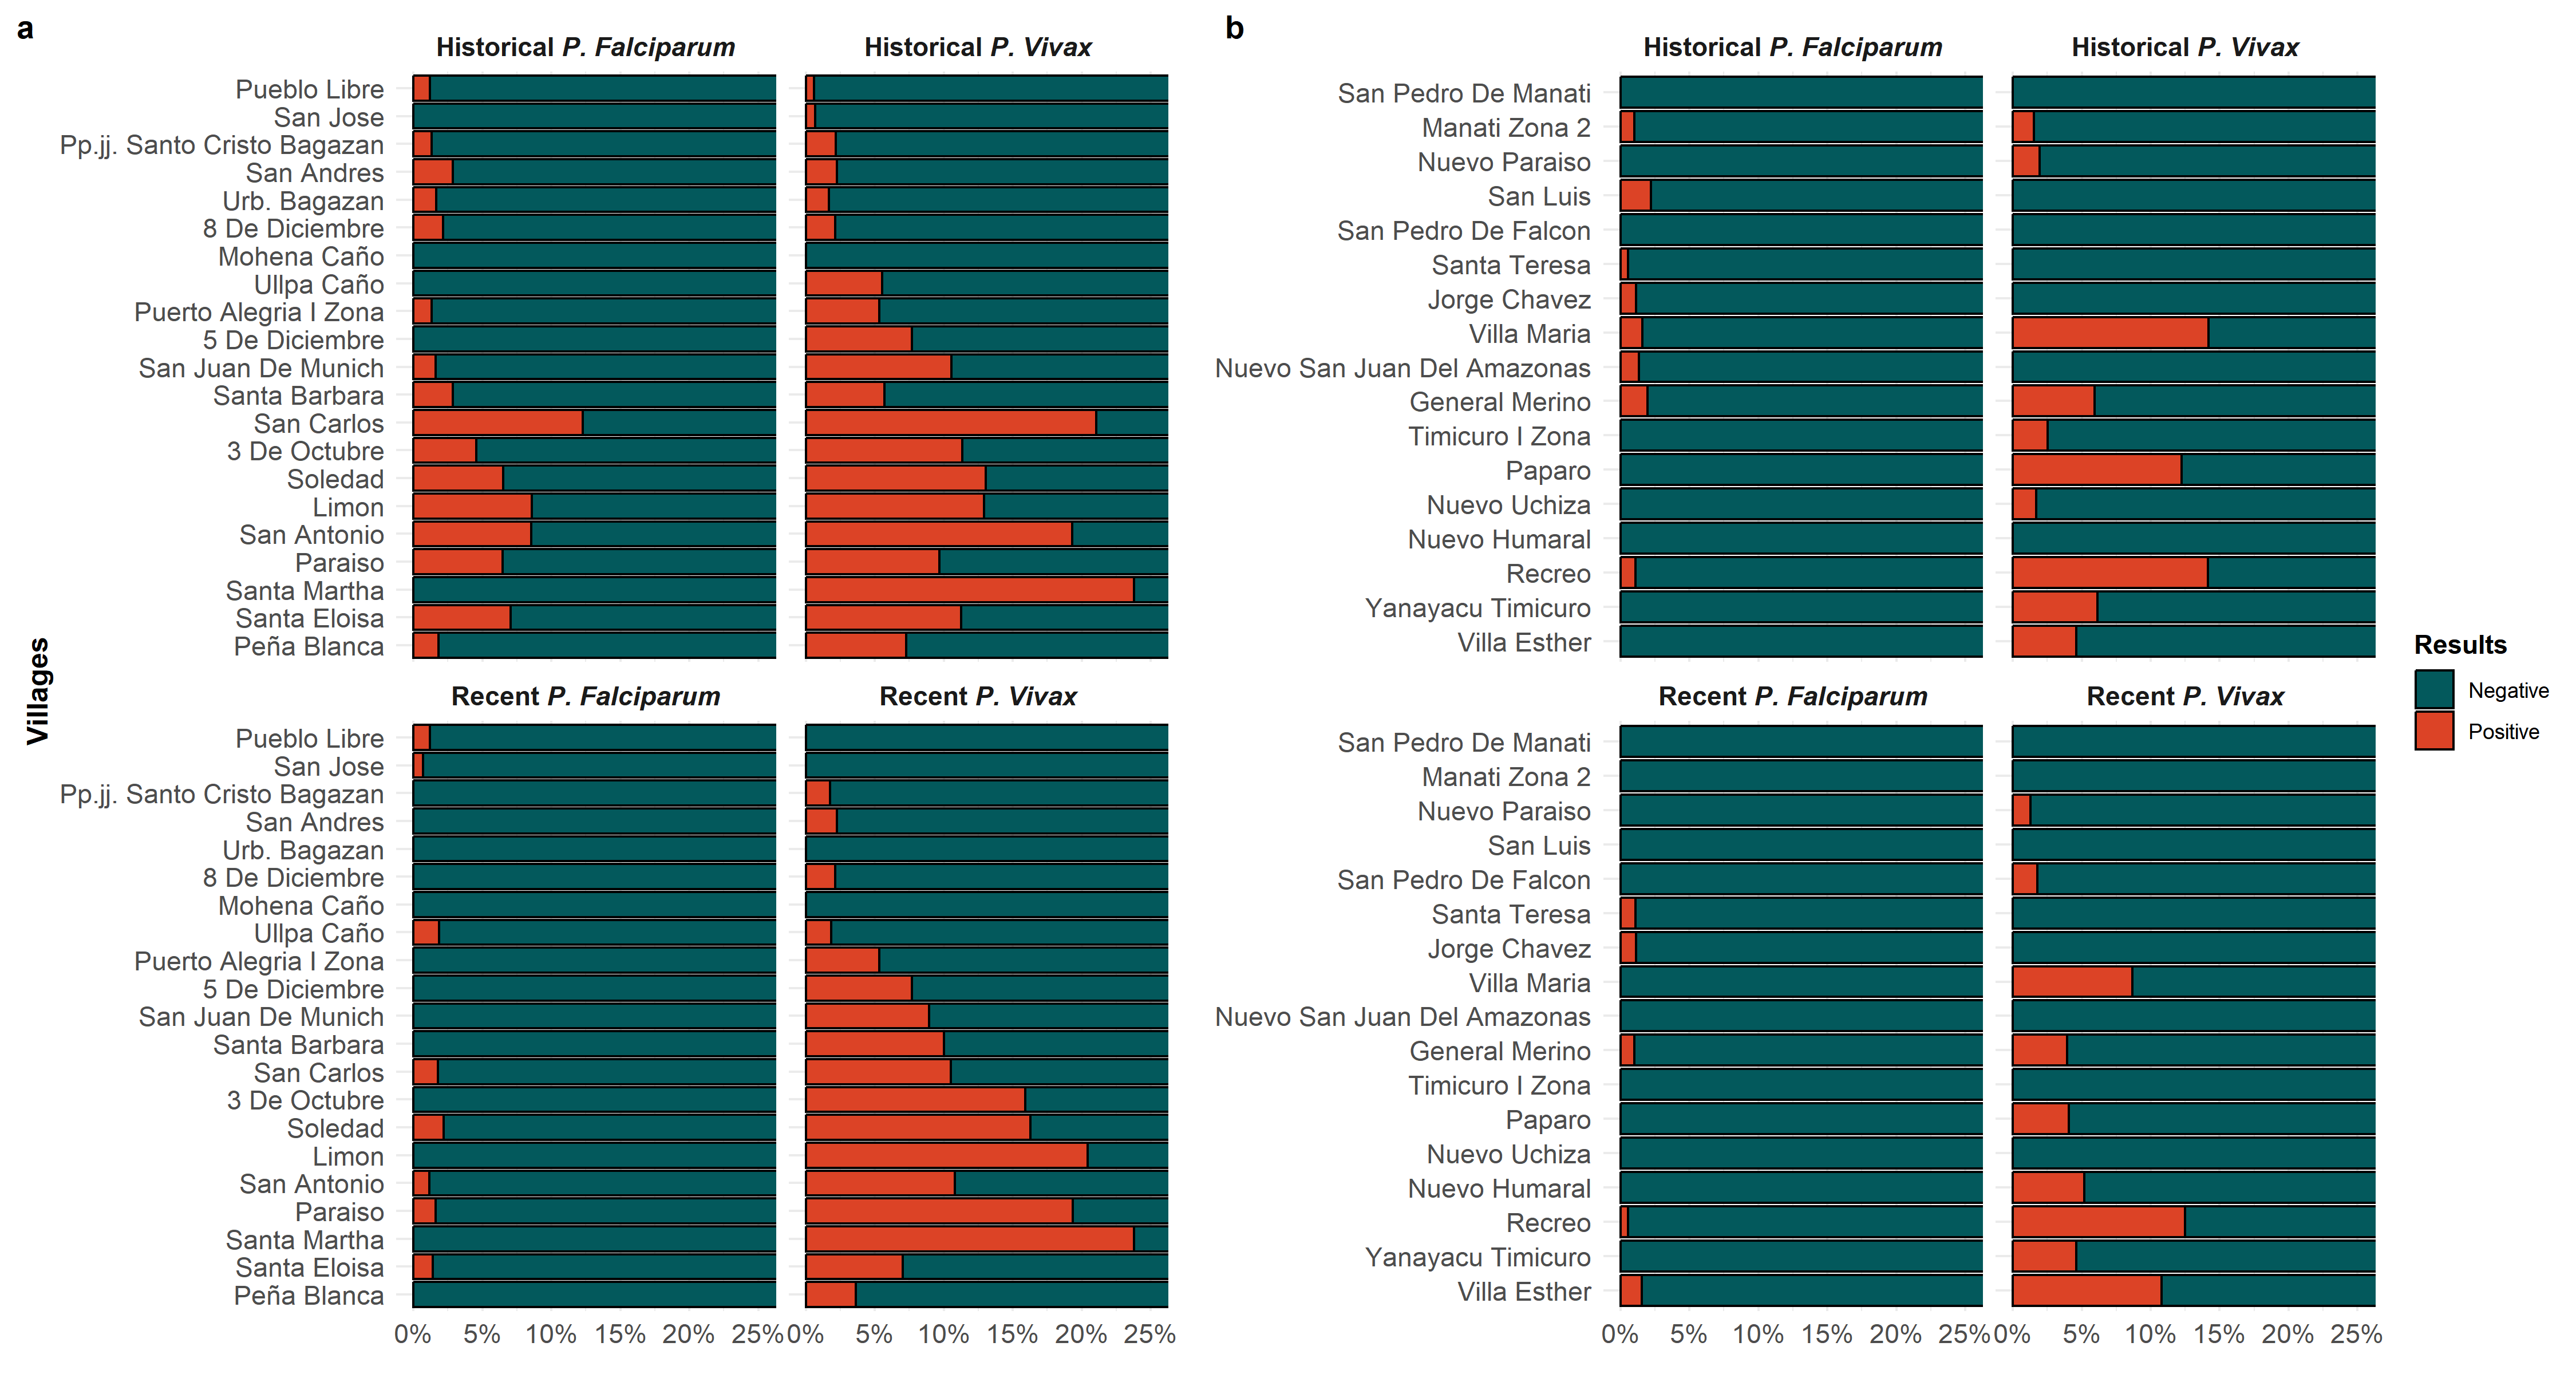 a
Historical P. Falciparum
Historical P. Vivax
Pueblo Libre
San Jose
Pp.jj. Santo Cristo Bagazan
San Andres
Urb. Bagazan
8 De Diciembre
Mohena Caño
Ullpa Caño
Puerto Alegria I Zona
5 De Diciembre
San Juan De Munich
Santa Barbara
San Carlos
3 De Octubre
Soledad
Limon
San Antonio
Paraiso
Santa Martha
Santa Eloisa
Peña Blanca
Villages
Recent P. Falciparum
Recent P. Vivax
Pueblo Libre
San Jose
Pp.jj. Santo Cristo Bagazan
San Andres
Urb. Bagazan
8 De Diciembre
Mohena Caño
Ullpa Caño
Puerto Alegria I Zona
5 De Diciembre
San Juan De Munich
Santa Barbara
San Carlos
3 De Octubre
Soledad
Limon
San Antonio
Paraiso
Santa Martha
Santa Eloisa
Peña Blanca
0% 5% 10% 15% 20% 25%
0% 5% 10% 15% 20% 25%
b
Historical P. Falciparum
Historical P. Vivax
San Pedro De Manati
Manati Zona 2
Nuevo Paraiso
San Luis
San Pedro De Falcon
Santa Teresa
Jorge Chavez
Villa Maria
Nuevo San Juan Del Amazonas
General Merino
Timicuro I Zona
Paparo
Nuevo Uchiza
Nuevo Humaral
Recreo
Yanayacu Timicuro
Villa Esther
Recent P. Falciparum
Recent P. Vivax
San Pedro De Manati
Manati Zona 2
Nuevo Paraiso
San Luis
San Pedro De Falcon
Santa Teresa
Jorge Chavez
Villa Maria
Nuevo San Juan Del Amazonas
General Merino
Timicuro I Zona
Paparo
Nuevo Uchiza
Nuevo Humaral
Recreo
Yanayacu Timicuro
Villa Esther
0% 5% 10% 15% 20% 25%
0% 5% 10% 15% 20% 25%
Results
Negative
Positive